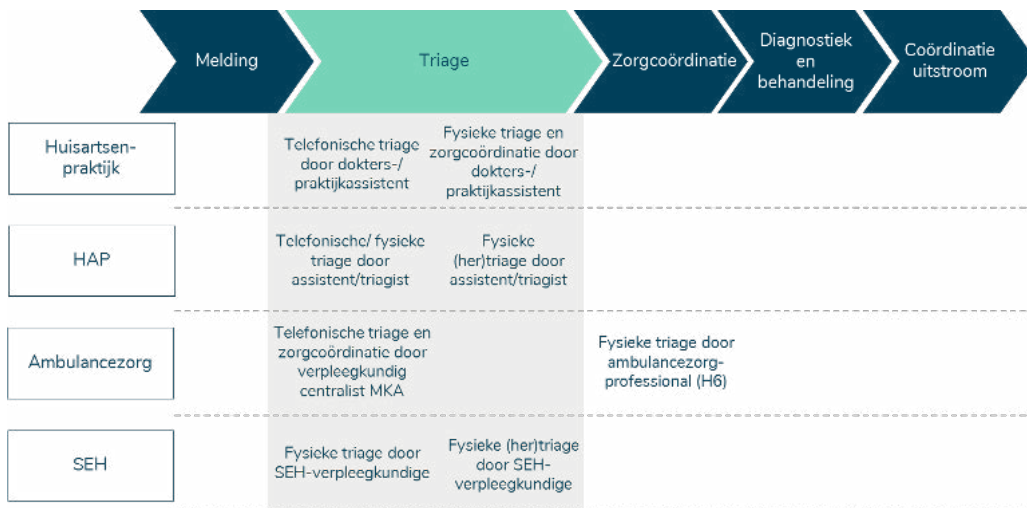 Melding
Triage
Zorgcoördinatie
Diagnostiek
en
behandeling
Coördinatie
uitstroom
Huisartsen-
praktijk
Telefonische triage
door dokters-/
praktijkassistent
Fysieke triage en
zorgcoördinatie door
dokters-/
praktijkassistent
HAP
Telefonische/ fysieke
triage door
assistent/triagist
Fysieke
(her)triage door
assistent/triagist
Ambulancezorg
Telefonische triage en
zorgcoördinatie door
verpleegkundig
centralist MKA
Fysieke triage door
ambulancezorg-
professional (H6)
SEH
Fysieke triage door
SEH-verpleegkundige
Fysieke (her)triage
door SEH-
verpleegkundige